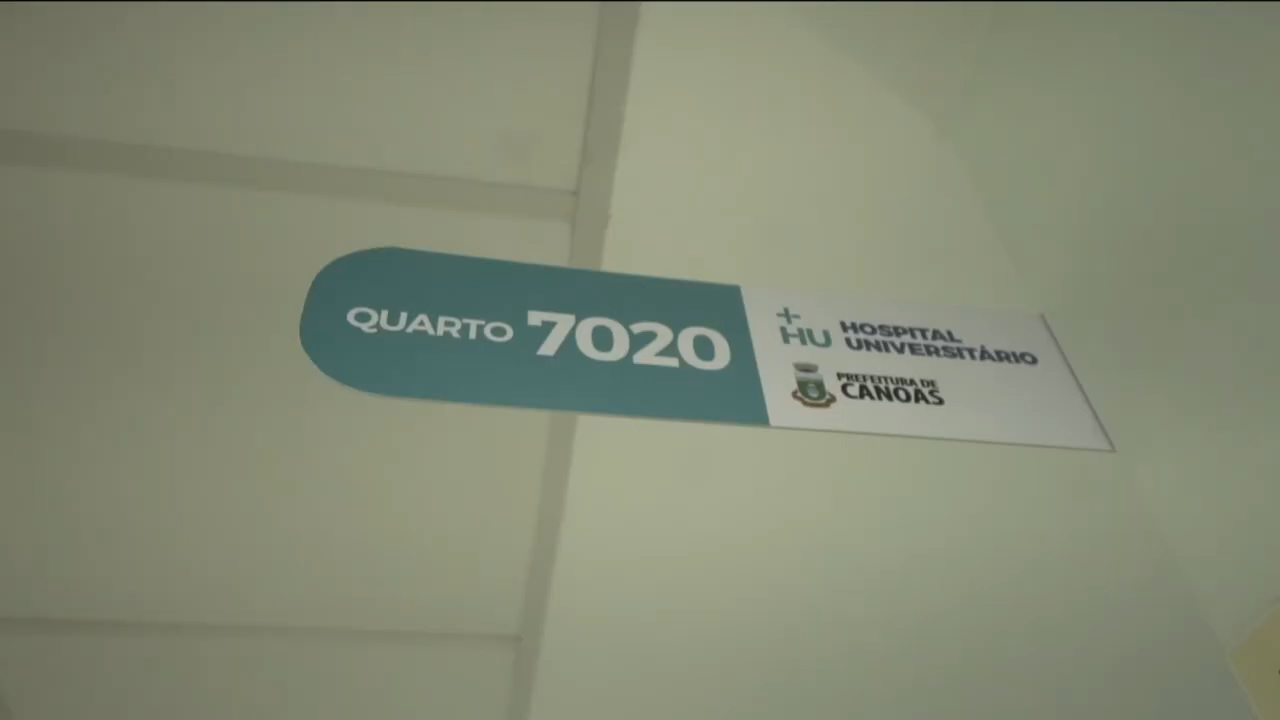 QUARTO 7020
+
HU
HOSPITAL
UNIVERSITÁRIO
PREFEITURA DE
CANOAS